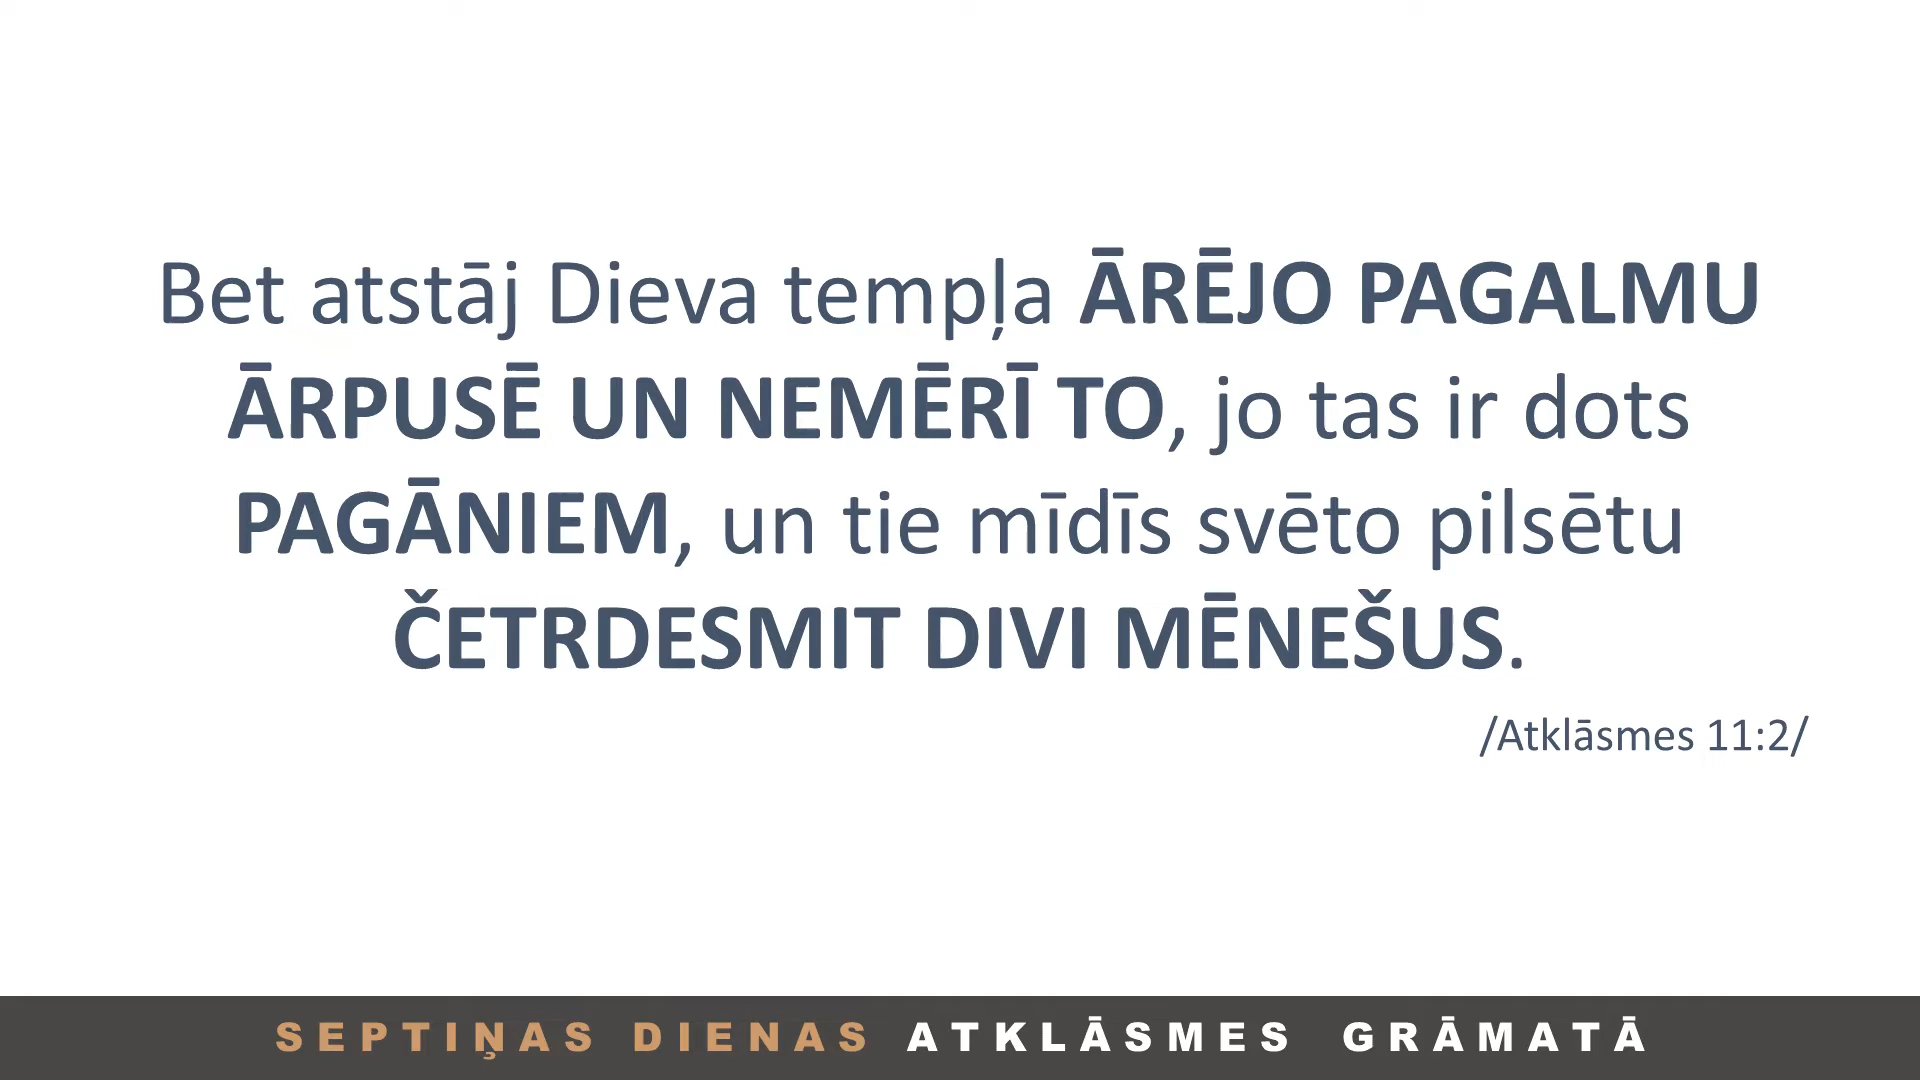 Bet atstāj Dieva tempļa ĀRĒJO PAGALMU
ĀRPUSĒ UN NEMĒRĪ TO, jo tas ir dots
PAGĀNIEM, un tie mīdīs svēto pilsētu
ČETRDESMIT DIVI MĒNEŠUS.
/Atklāsmes 11:2/
SEPTIŅAS DIENAS ATKLĀSMES GRĀMATĀ